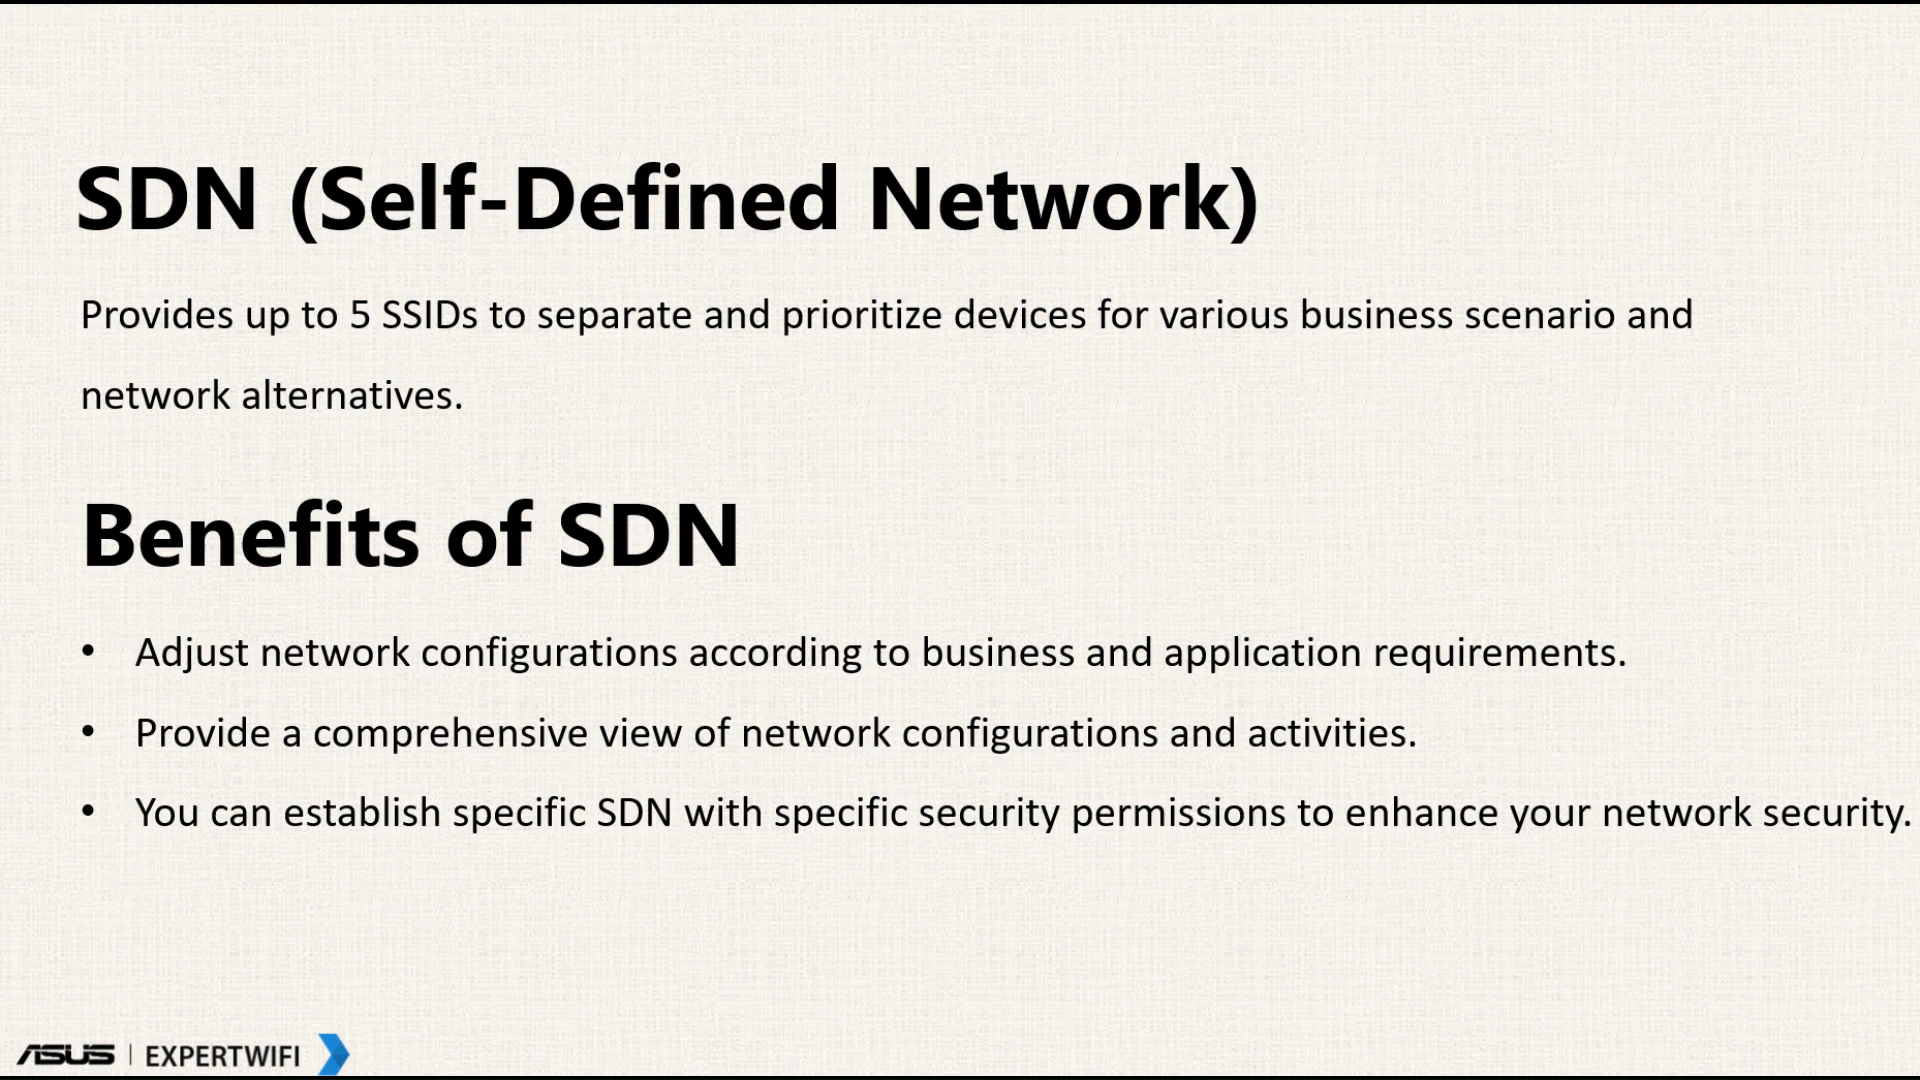 SDN (Self-Defined Network)
Provides up to 5 SSIDs to separate and prioritize devices for various business scenario and
network alternatives.
Benefits of SDN
• Adjust network configurations according to business and application requirements.
• Provide a comprehensive view of network configurations and activities.
• You can establish specific SDN with specific security permissions to enhance your network security.
ASUS | EXPERTWIFI